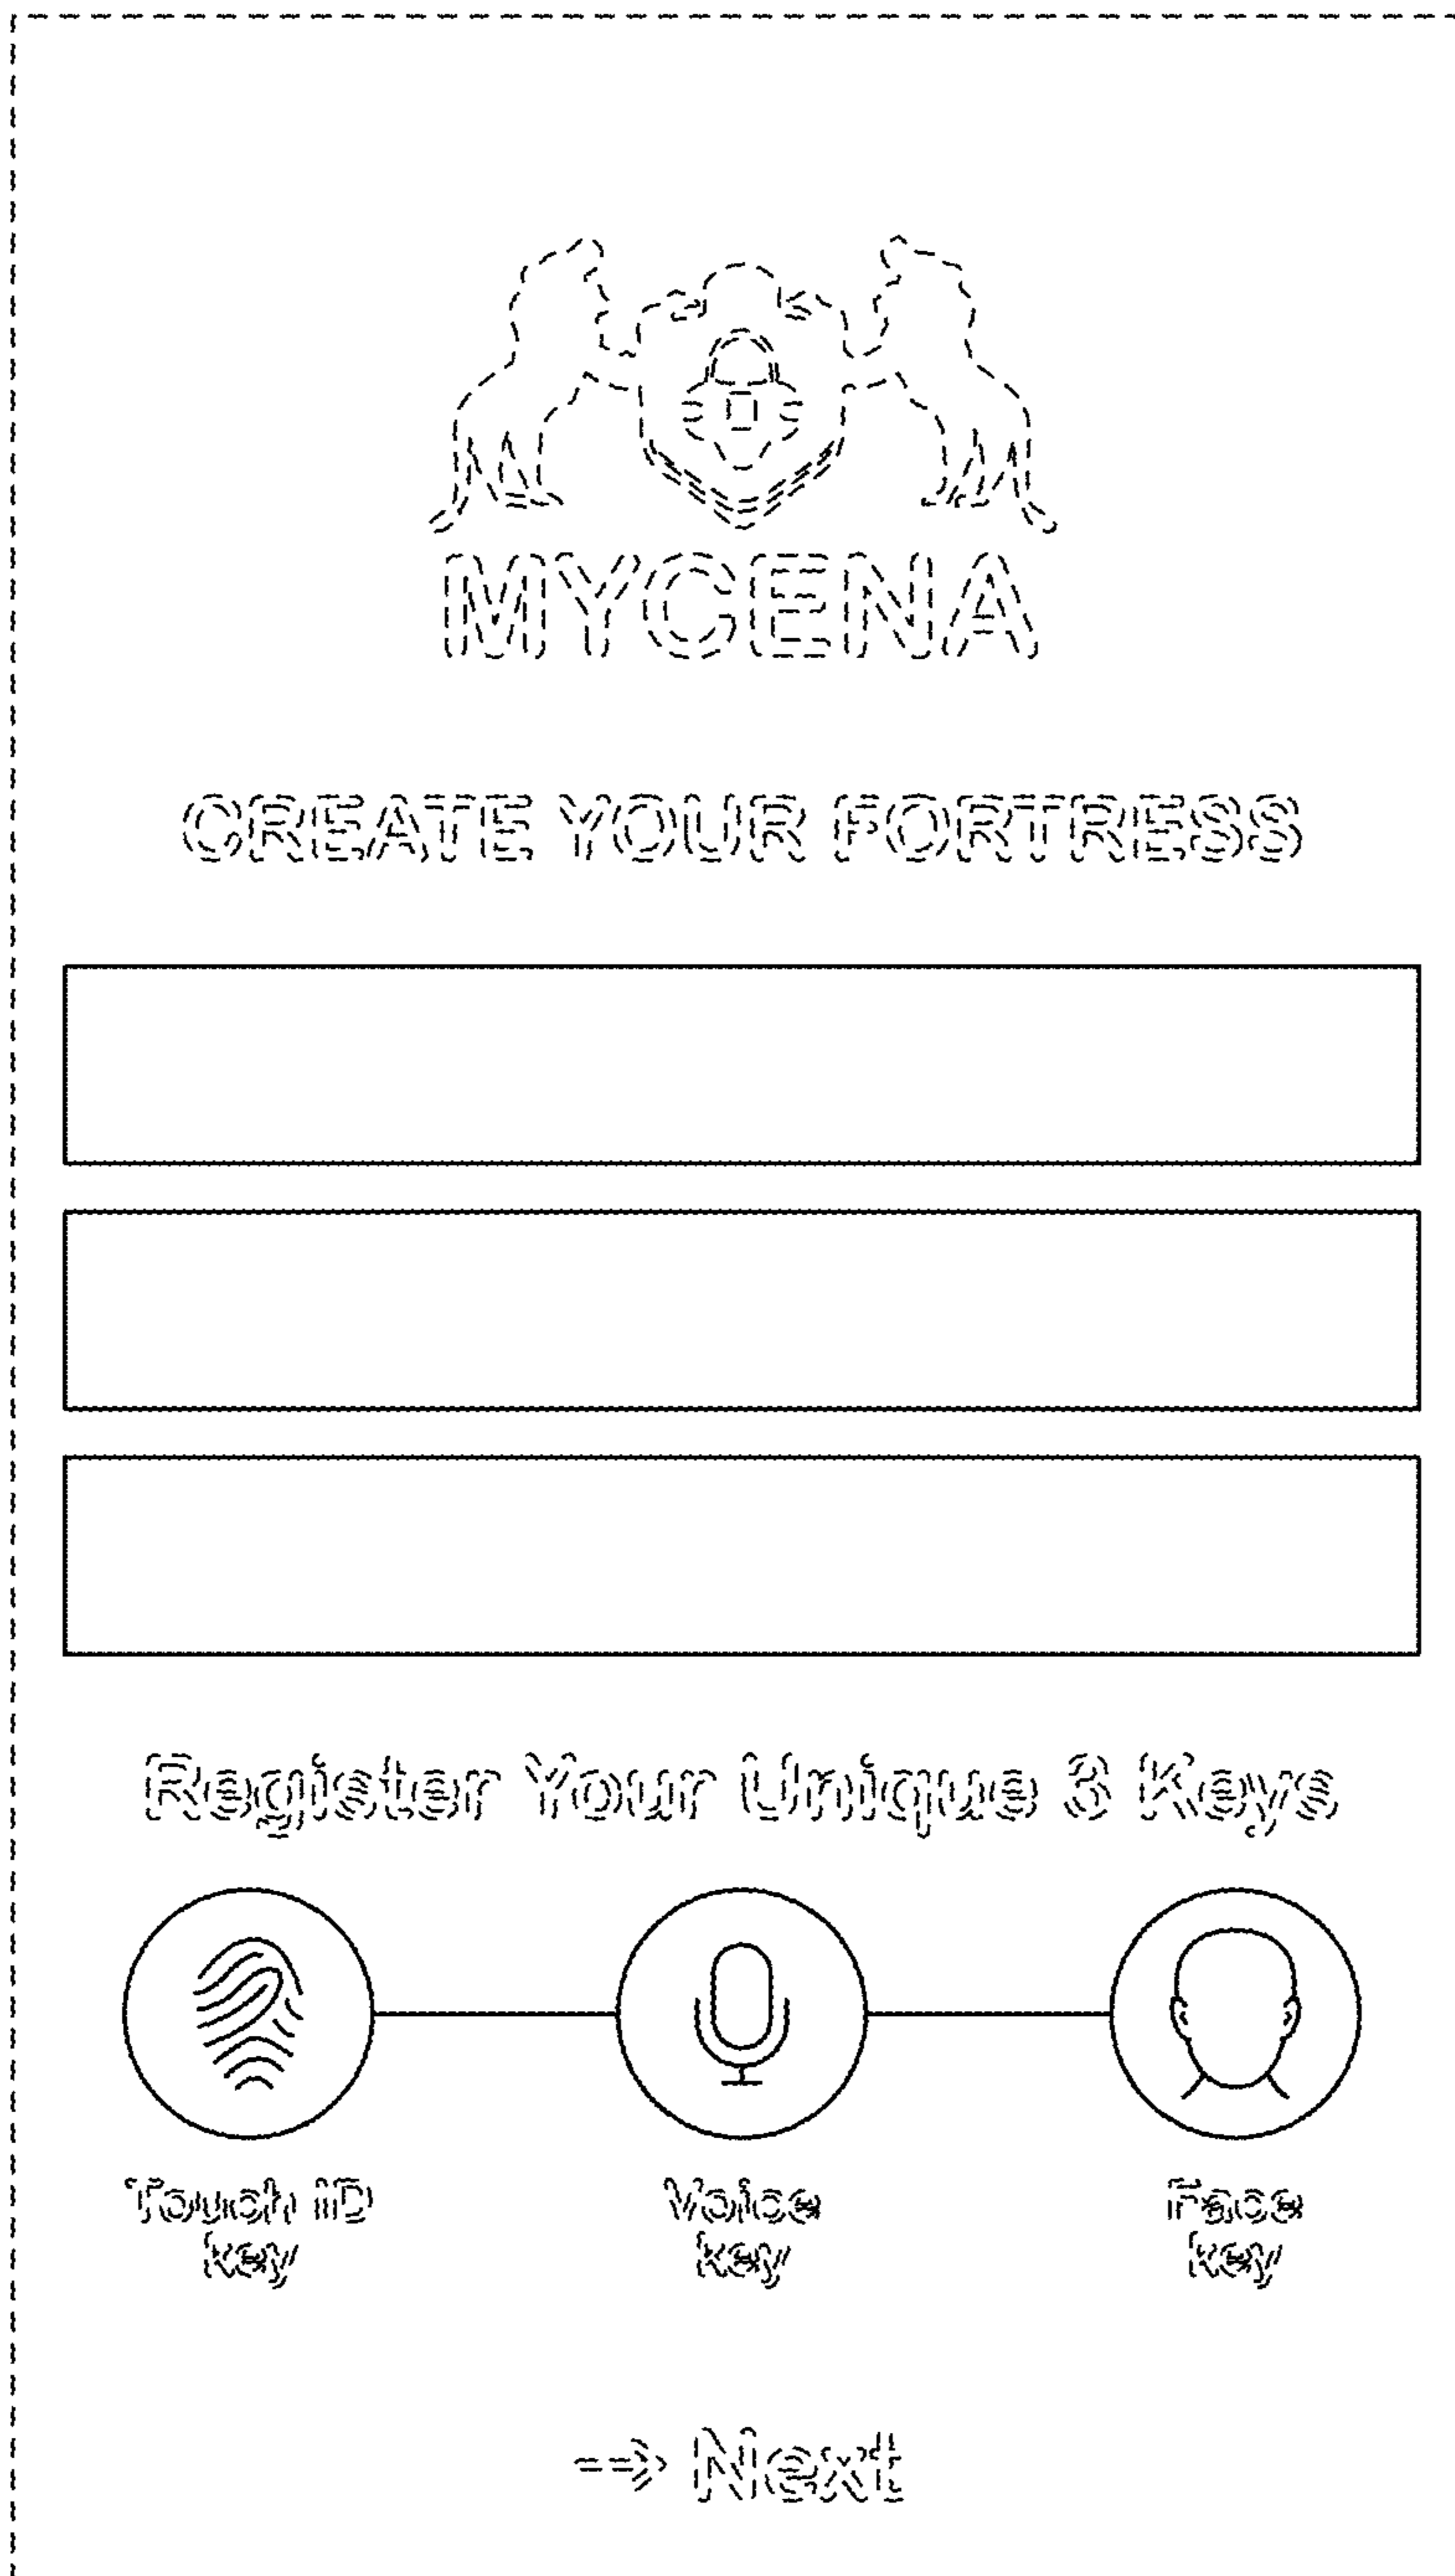 MYCENA
CREATE YOUR FORTRESS
Register Your Unique 3 Keys
Touch iD
key
Voice
key
Face
key
Next